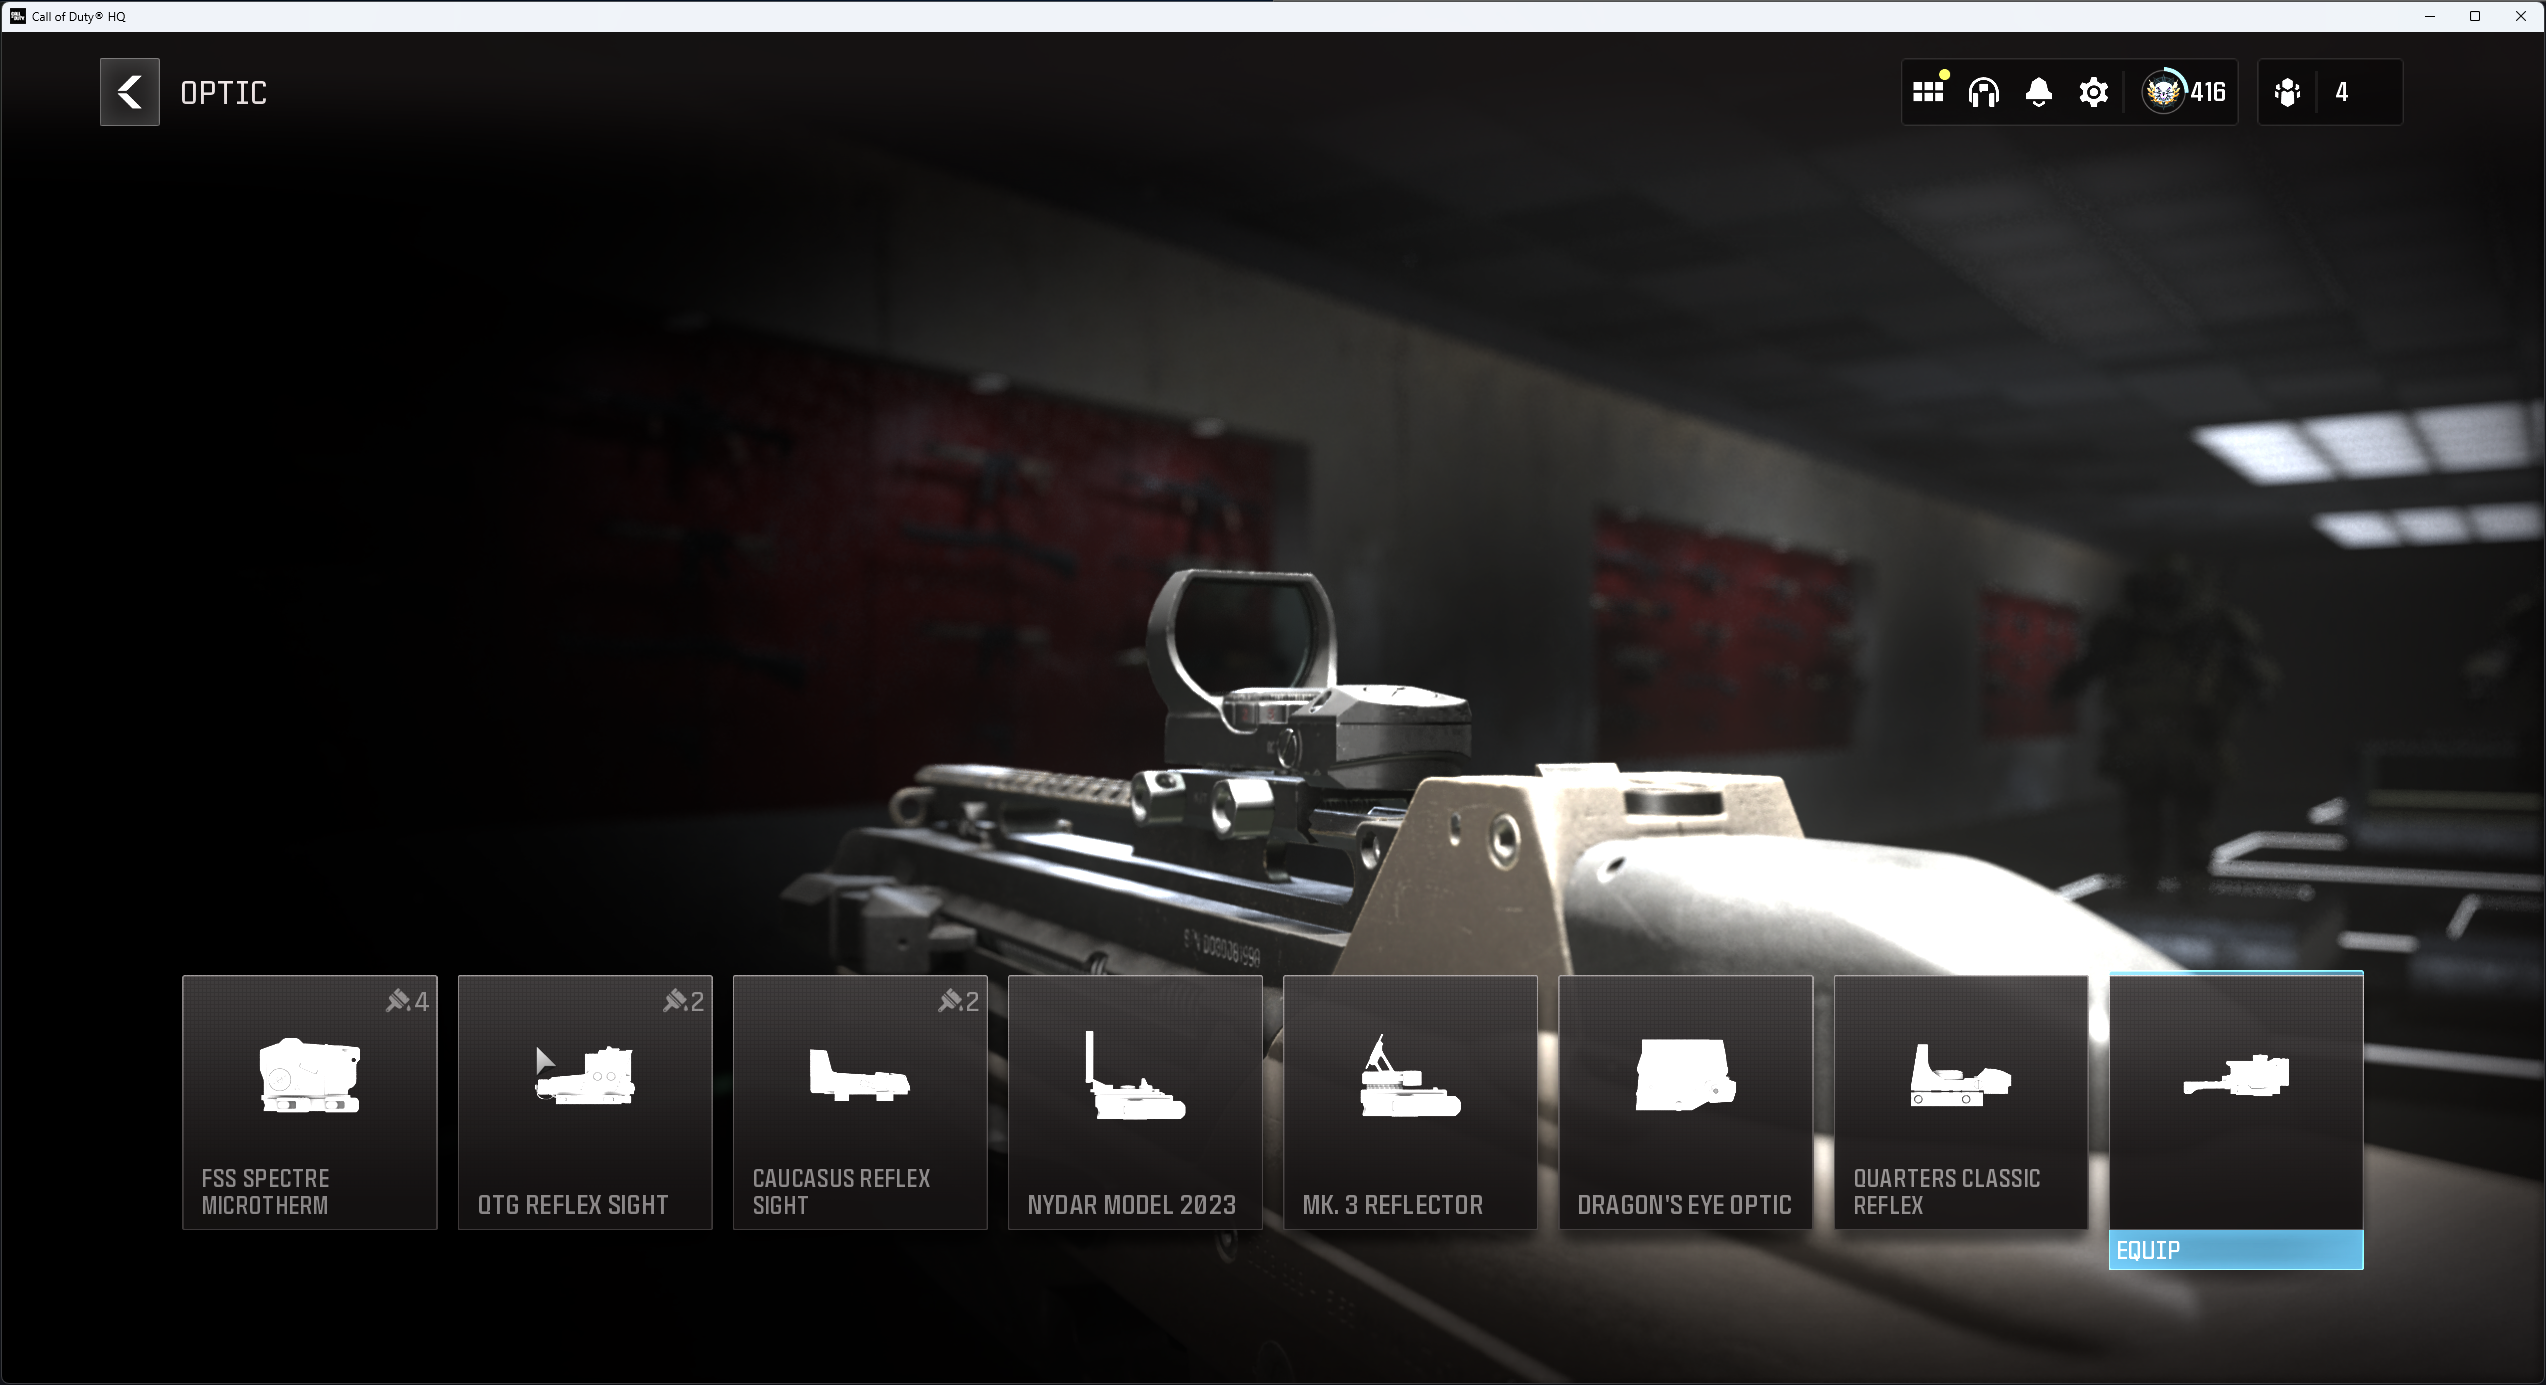 Call of Duty® HQ
OPTIC
416
4
4
2
2
FSS SPECTRE
MICROTHERM
QTG REFLEX SIGHT
CAUCASUS REFLEX
SIGHT
NYDAR MODEL 2023
MK. 3 REFLECTOR
DRAGON'S EYE OPTIC
QUARTERS CLASSIC
REFLEX
EQUIP